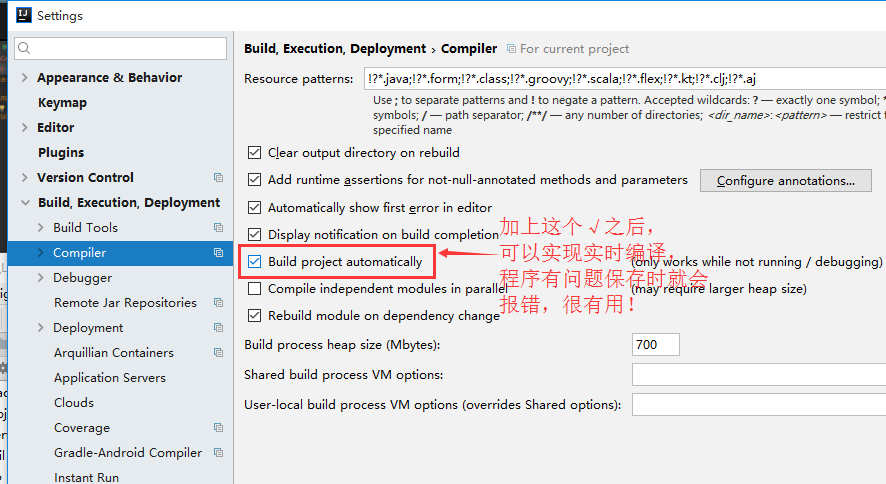 IJ Settings
Appearance & Behavior
Keymap
Editor
Plugins
Version Control
Build, Execution, Deployment
Build Tools
Compiler
Debugger
Remote Jar Repositories
Deployment
Arquillian Containers
Application Servers
Clouds
Coverage
Gradle-Android Compiler
Instant Run
Build, Execution, Deployment › Compiler For current project
Resource patterns: !?*.java;!?*.form;!?*.class;!?*.groovy;!?*.scala;!?*.flex;!?*.kt;!?*.clj;!?*.aj
Use ; to separate patterns and ! to negate a pattern. Accepted wildcards: ? — exactly one symbol; *
symbols; / — path separator; /**/ — any number of directories; <dir_name>:<pattern> — restrict t
specified name
Clear output directory on rebuild
Add runtime assertions for not-null-annotated methods and parameters Configure annotations...
Automatically show first error in editor
Display notification on build completion
Build project automatically (only works while not running / debugging)
Compile independent modules in parallel (may require larger heap size)
Rebuild module on dependency change
加上这个√之后，
可以实现实时编译，
程序有问题保存时就会
报错，很有用！
Build process heap size (Mbytes): 700
Shared build process VM options:
User-local build process VM options (overrides Shared options):